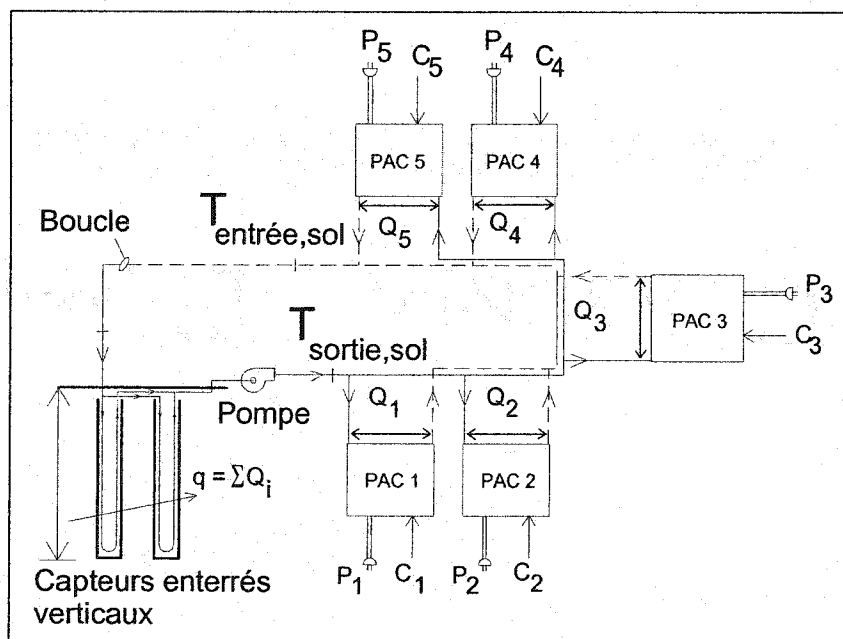 P5 C5 P4 C4
PAC 5 PAC 4
Boucle
Tentrée,sol
Q5 Q4
PAC 3
P3
Q3
C3
Tsortie,sol
Pompe
Q1 Q2
q = ΣQi
PAC 1 PAC 2
P1 C1 P2 C2
Capteurs enterrés
verticaux